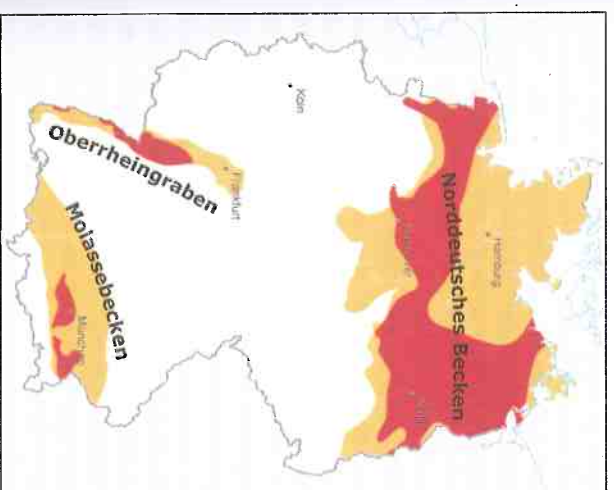 Norddeutsches Becken
Hamburg
Köln
Frankfurt
Oberrheingraben
Molassebecken
München